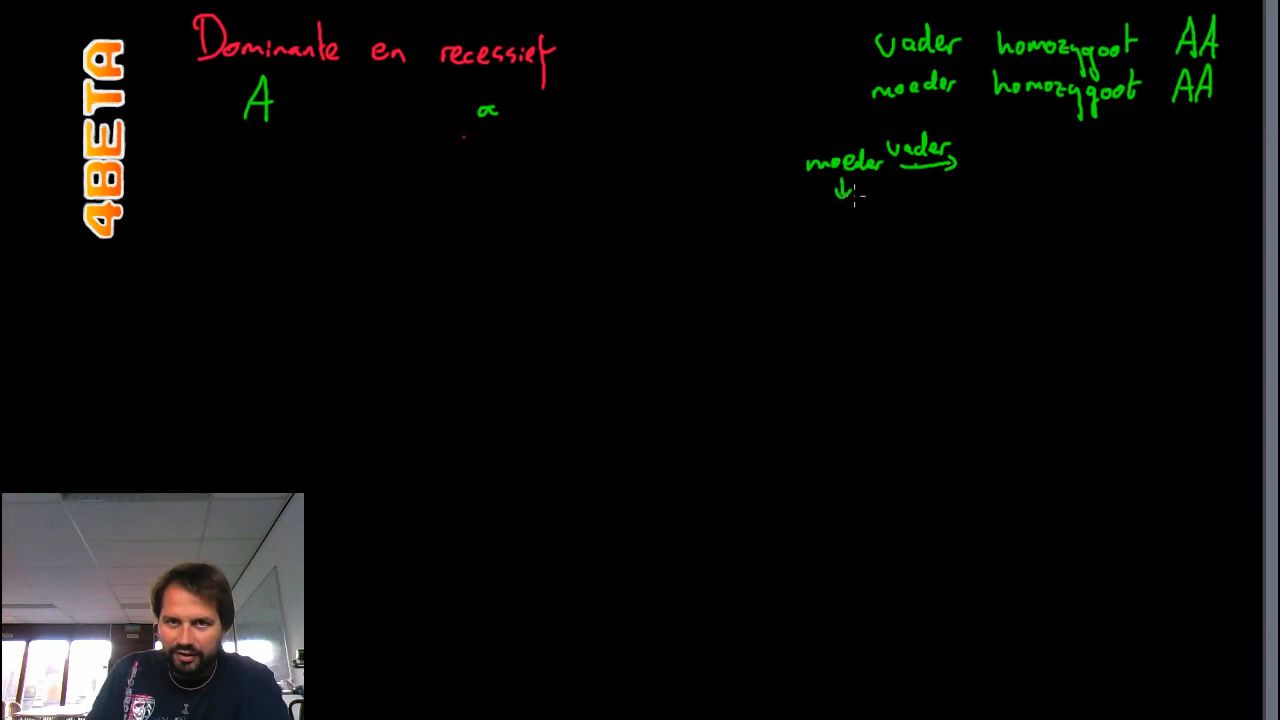 4BETA
Dominante en recessief
A a
vader homozygoot AA
moeder homozygoot AA
moeder vader →
↓